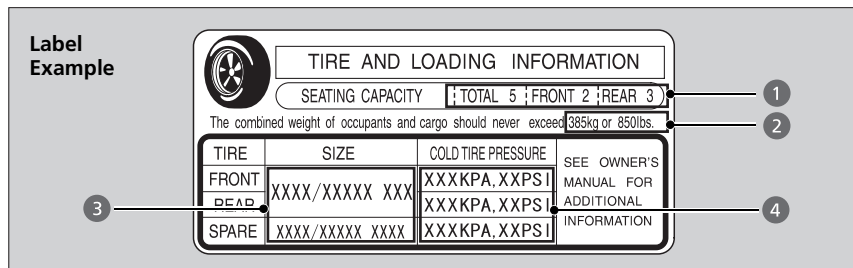 Label
Example
TIRE AND LOADING INFORMATION
SEATING CAPACITY TOTAL 5 FRONT 2 REAR 3
1
The combined weight of occupants and cargo should never exceed 385kg or 850lbs.
2
TIRE SIZE COLD TIRE PRESSURE
SEE OWNER'S
MANUAL FOR
ADDITIONAL
INFORMATION
FRONT XXXX/XXXXX XXX XXXKPA,XXPSI
REAR XXXKPA,XXPSI
SPARE XXXX/XXXXX XXXX XXXKPA,XXPSI
3
4